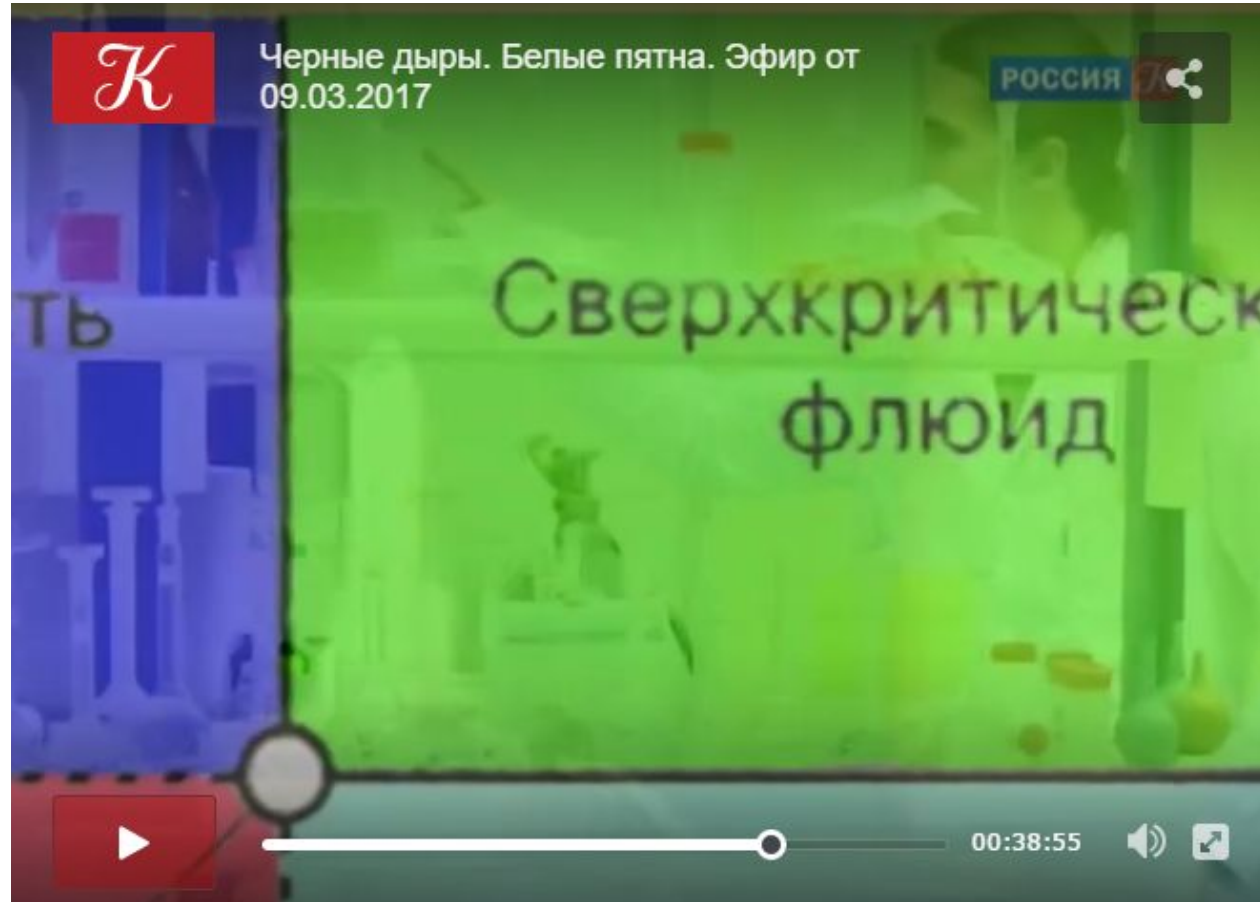 К
Черные дыры. Белые пятна. Эфир от
09.03.2017
РОССИЯ К
ть
Сверхкритическ
флюид
00:38:55